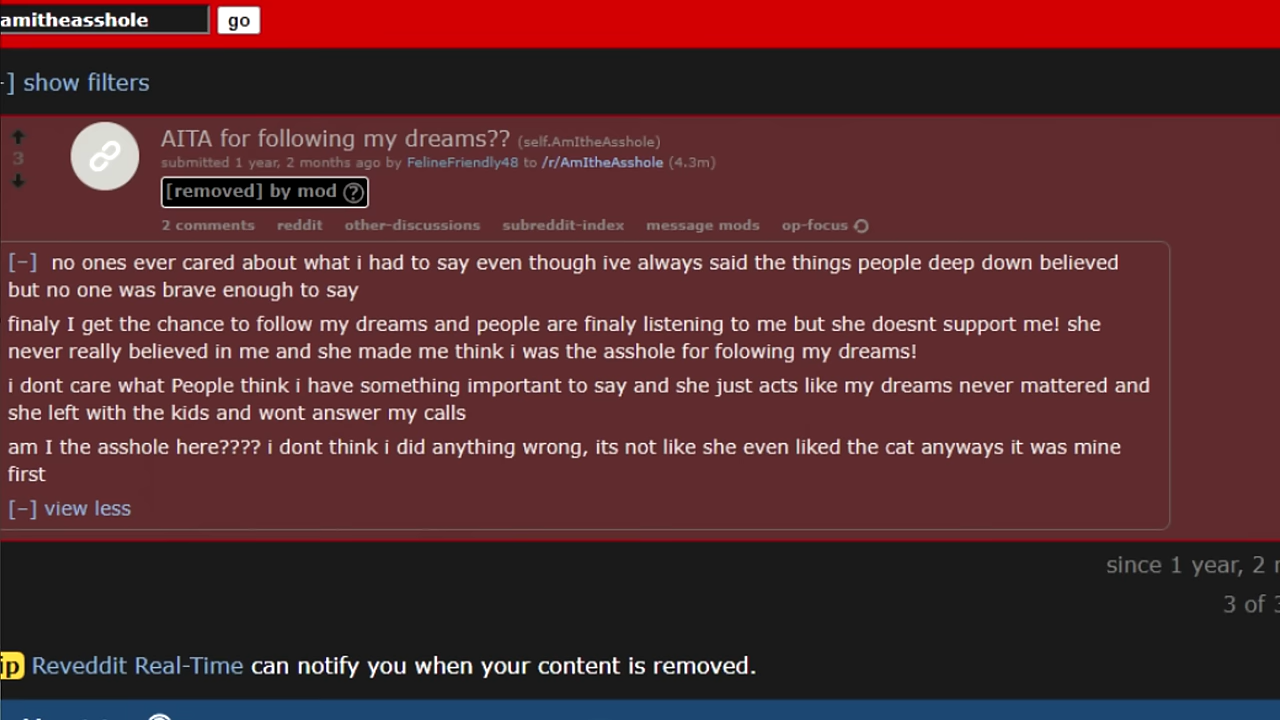 amitheasshole go
-] show filters
AITA for following my dreams?? (self.AmItheAsshole)
3
submitted 1 year, 2 months ago by FelineFriendly48 to /r/AmItheAsshole (4.3m)
[removed] by mod ?
2 comments reddit other-discussions subreddit-index message mods op-focus
[-] no ones ever cared about what i had to say even though ive always said the things people deep down believed
but no one was brave enough to say
finaly I get the chance to follow my dreams and people are finaly listening to me but she doesnt support me! she
never really believed in me and she made me think i was the asshole for folowing my dreams!
i dont care what People think i have something important to say and she just acts like my dreams never mattered and
she left with the kids and wont answer my calls
am I the asshole here???? i dont think i did anything wrong, its not like she even liked the cat anyways it was mine
first
[-] view less
since 1 year, 2
3 of 3
ip Reveddit Real-Time can notify you when your content is removed.